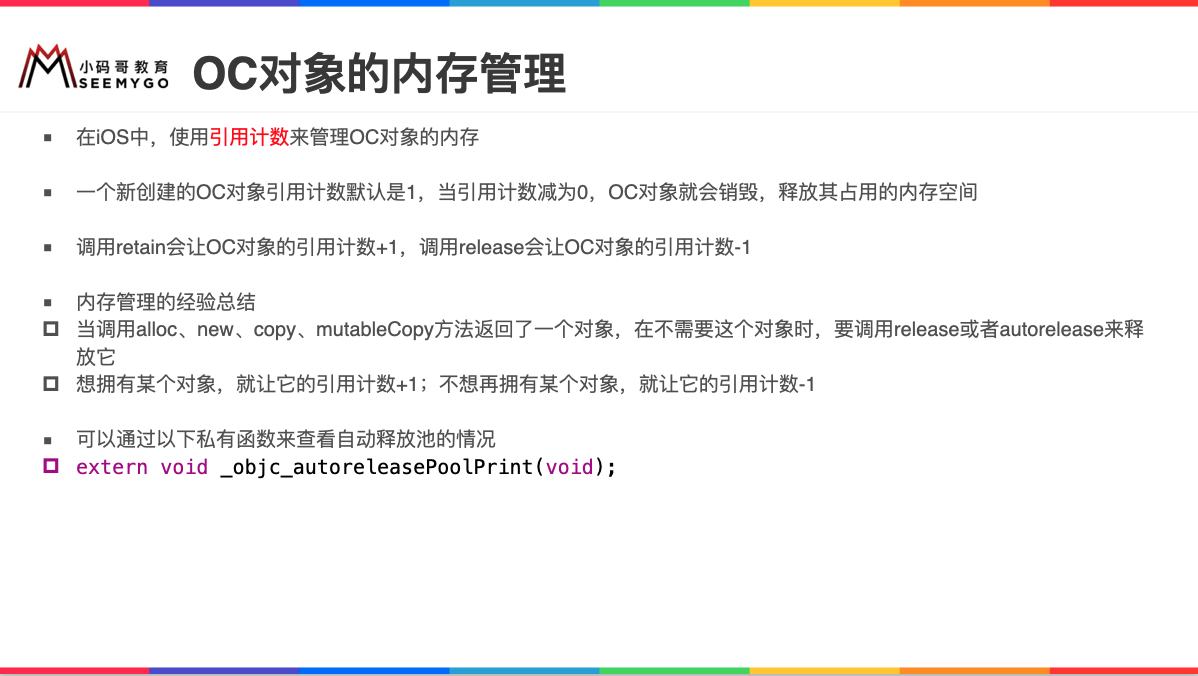 小码哥教育
SEEMYGO
OC对象的内存管理
在iOS中，使用引用计数来管理OC对象的内存
一个新创建的OC对象引用计数默认是1，当引用计数减为0，OC对象就会销毁，释放其占用的内存空间
调用retain会让OC对象的引用计数+1，调用release会让OC对象的引用计数-1
内存管理的经验总结
当调用alloc、new、copy、mutableCopy方法返回了一个对象，在不需要这个对象时，要调用release或者autorelease来释
放它
想拥有某个对象，就让它的引用计数+1；不想再拥有某个对象，就让它的引用计数-1
可以通过以下私有函数来查看自动释放池的情况
extern void _objc_autoreleasePoolPrint(void);